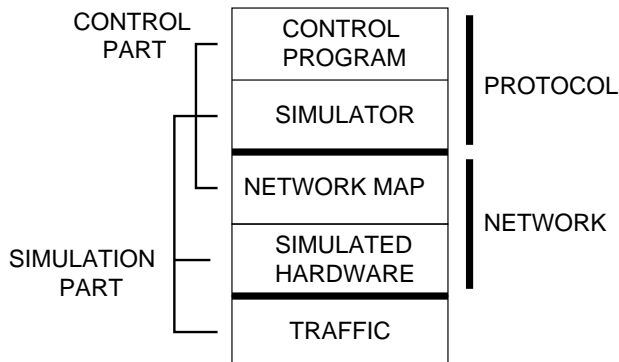 CONTROL
PART
CONTROL
PROGRAM
PROTOCOL
SIMULATOR
NETWORK MAP
NETWORK
SIMULATION
PART
SIMULATED
HARDWARE
TRAFFIC